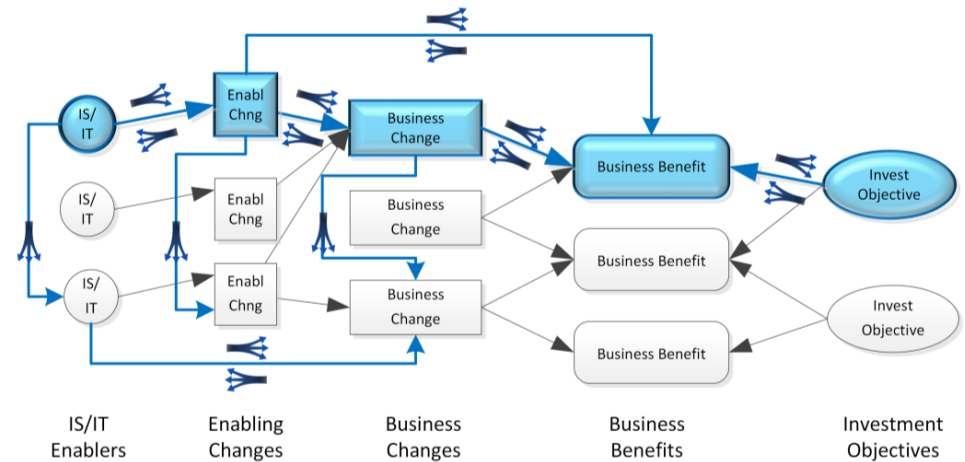 IS/
IT
Enabl
Chng
Business
Change
Business Benefit
Invest
Objective
IS/
IT
Enabl
Chng
Business
Change
Business Benefit
IS/
IT
Enabl
Chng
Business
Change
Business Benefit
Invest
Objective
IS/IT
Enablers
Enabling
Changes
Business
Changes
Business
Benefits
Investment
Objectives